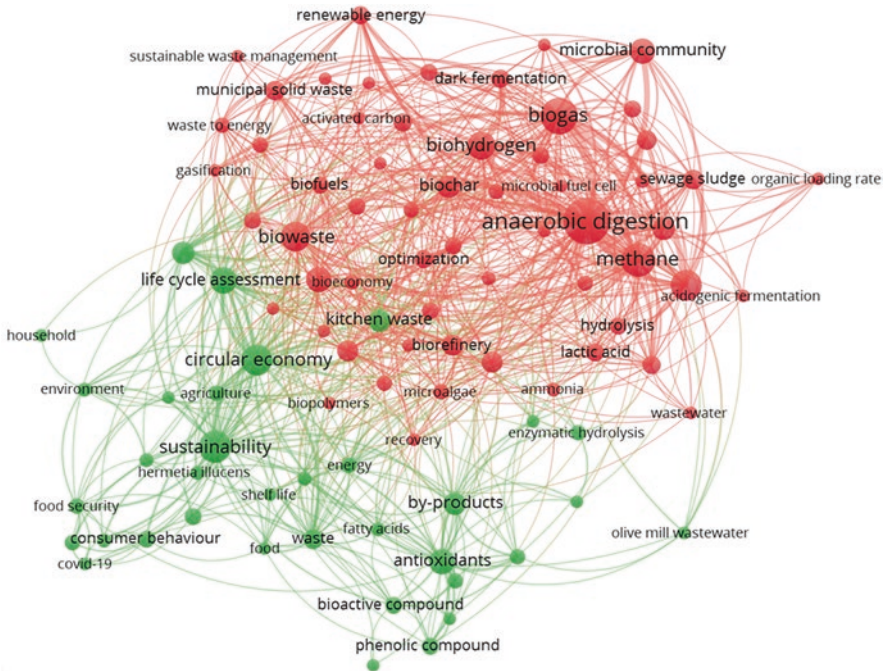 renewable energy
microbial community
sustainable waste management
dark fermentation
municipal solid waste
biogas
activated carbon
waste to energy
biohydrogen
gasification
sewage sludge
organic loading rate
biofuels
biochar
microbial fuel cell
anaerobic digestion
biowaste
optimization
methane
life cycle assessment
bioeconomy
acidogenic fermentation
kitchen waste
hydrolysis
household
circular economy
biorefinery
lactic acid
environment
agriculture
microalgae
ammonia
biopolymers
wastewater
recovery
enzymatic hydrolysis
sustainability
energy
hermetia illucens
shelf life
food security
by-products
fatty acids
olive mill wastewater
consumer behaviour
waste
food
covid-19
antioxidants
bioactive compound
phenolic compound